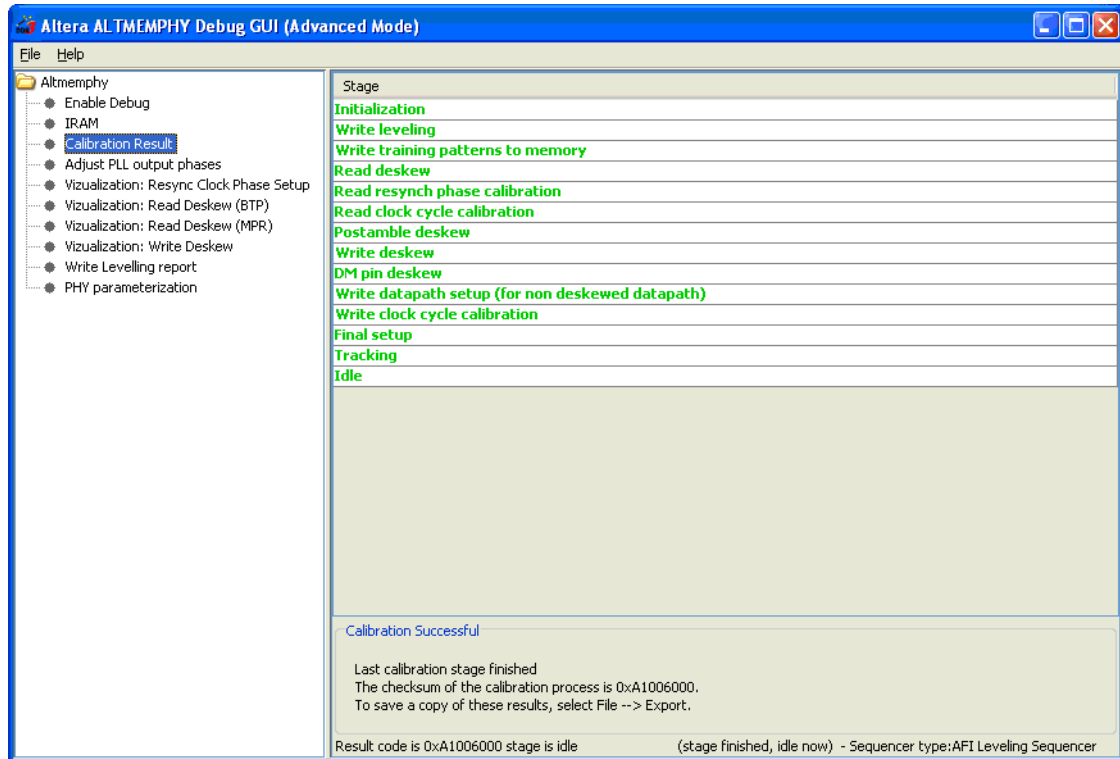 Altera ALTMEMPHY Debug GUI (Advanced Mode)
File Help
Altmemphy
Enable Debug
IRAM
Calibration Result
Adjust PLL output phases
Vizualization: Resync Clock Phase Setup
Vizualization: Read Deskew (BTP)
Vizualization: Read Deskew (MPR)
Vizualization: Write Deskew
Write Levelling report
PHY parameterization
Stage
Initialization
Write leveling
Write training patterns to memory
Read deskew
Read resynch phase calibration
Read clock cycle calibration
Postamble deskew
Write deskew
DM pin deskew
Write datapath setup (for non deskewed datapath)
Write clock cycle calibration
Final setup
Tracking
Idle
Calibration Successful
Last calibration stage finished
The checksum of the calibration process is 0xA1006000.
To save a copy of these results, select File --> Export.
Result code is 0xA1006000 stage is idle (stage finished, idle now) - Sequencer type:AFI Leveling Sequencer